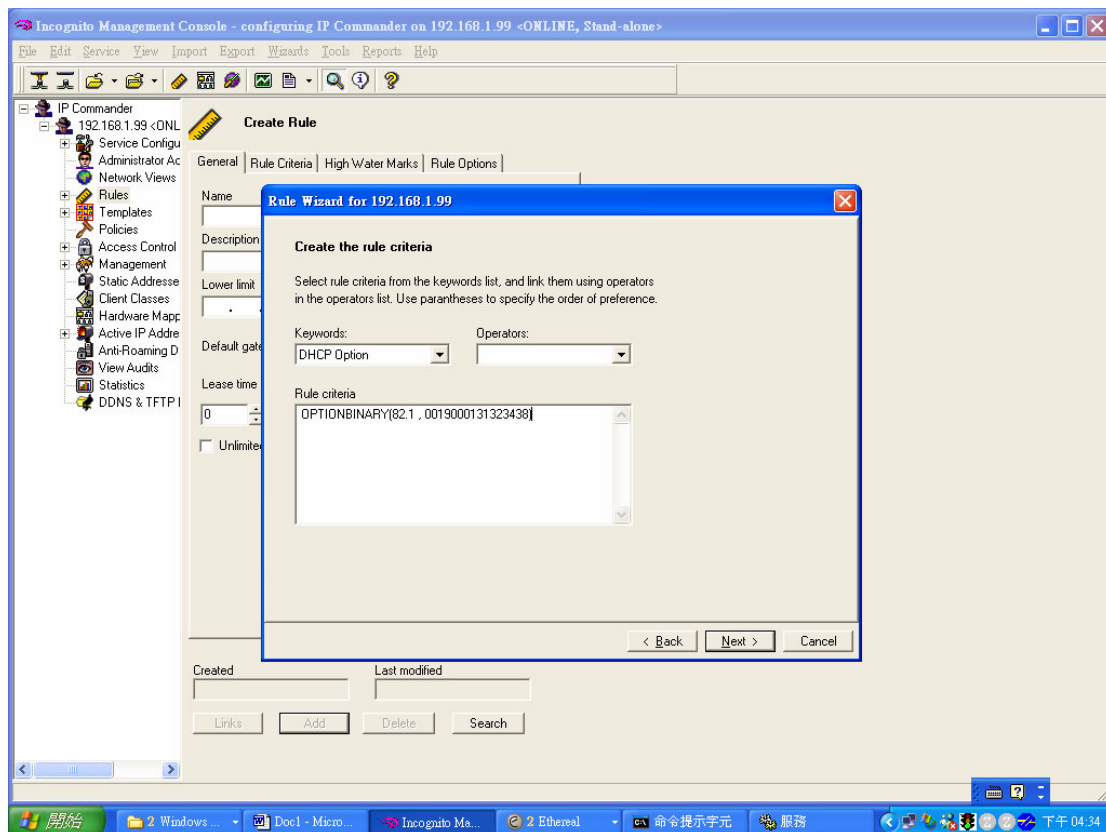 Incognito Management Console - configuring IP Commander on 192.168.1.99 <ONLINE, Stand-alone>
File Edit Service View Import Export Wizards Tools Reports Help
IP Commander
192.168.1.99 <ONL
Service Configu
Administrator Ac
Network Views
Rules
Templates
Policies
Access Control
Management
Static Addresse
Client Classes
Hardware Mapp
Active IP Addre
Anti-Roaming D
View Audits
Statistics
DDNS & TFTP I
Create Rule
General Rule Criteria High Water Marks Rule Options
Name
Description
Lower limit
. .
Default gate
Lease time
0
Unlimite
Rule Wizard for 192.168.1.99
Create the rule criteria
Select rule criteria from the keywords list, and link them using operators
in the operators list. Use parantheses to specify the order of preference.
Keywords: Operators:
DHCP Option
Rule criteria
OPTIONBINARY(82.1 , 0019000131323438)
< Back Next > Cancel
Created Last modified
Links Add Delete Search
開始 2 Windows ... Doc1 - Micro... Incognito Ma... 2 Ethereal 命令提示字元 服務 下午 04:34